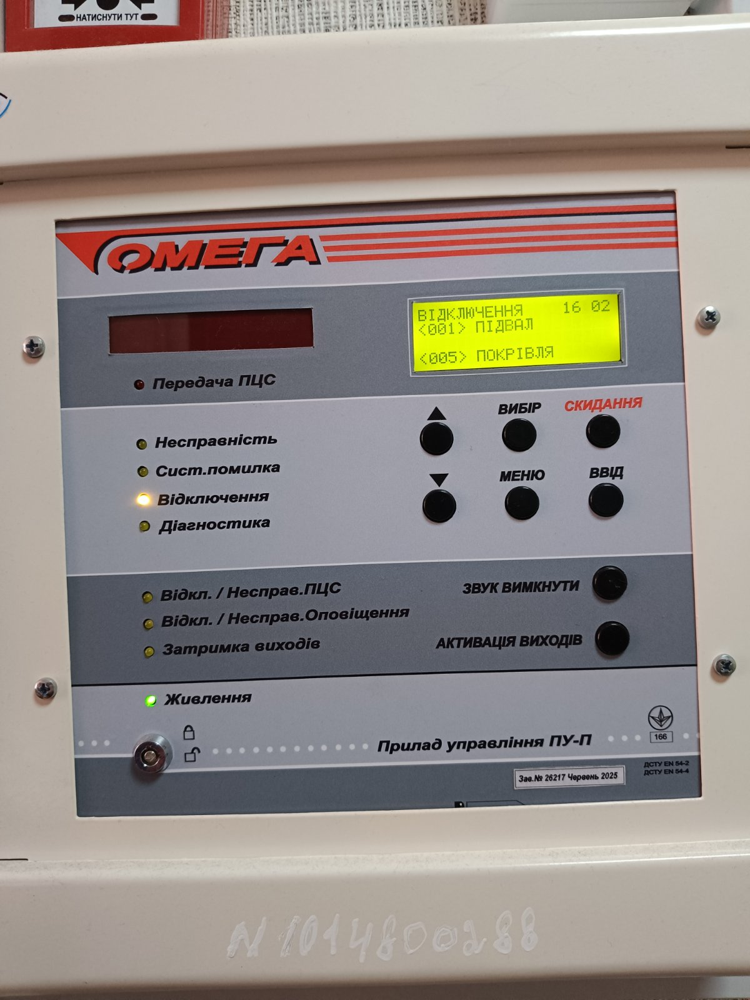 НАТИСНУТИ ТУТ
ОМЕГА
ВІДКЛЮЧЕННЯ 16 02
<001> ПІДВАЛ
<005> ПОКРІВЛЯ
Передача ПЦС
ВИБІР СКИДАННЯ
Несправність
Сист.помилка
МЕНЮ ВВІД
Відключення
Діагностика
Відкл. / Несправ.ПЦС
ЗВУК ВИМКНУТИ
Відкл. / Несправ.Оповіщення
Затримка виходів
АКТИВАЦІЯ ВИХОДІВ
Живлення
166
Прилад управління ПУ-П
ДСТУ EN 54-2
ДСТУ EN 54-4
Зав.№ 26217 Червень 2025
N 1014800288